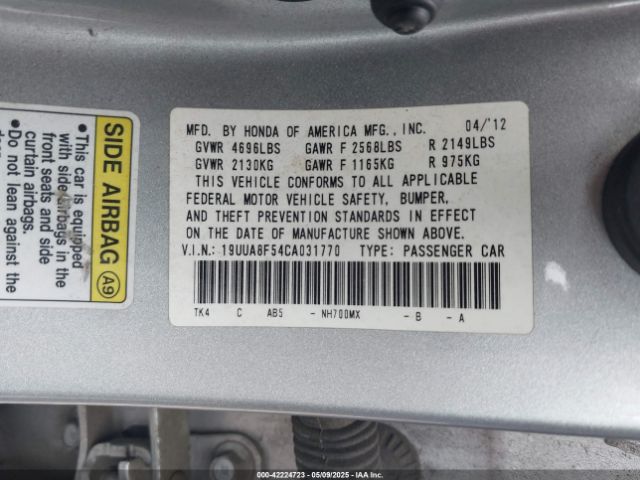 SIDE AIRBAG A9
•This car is equipped
with side airbags in the
front seats and side
curtain airbags.
•Do not lean against the
MFD. BY HONDA OF AMERICA MFG., INC. 04/'12
GVWR 4696LBS GAWR F 2568LBS R 2149LBS
GVWR 2130KG GAWR F 1165KG R 975KG
THIS VEHICLE CONFORMS TO ALL APPLICABLE
FEDERAL MOTOR VEHICLE SAFETY, BUMPER,
AND THEFT PREVENTION STANDARDS IN EFFECT
ON THE DATE OF MANUFACTURE SHOWN ABOVE.
V.I.N.: 19UUA8F54CA031770 TYPE: PASSENGER CAR
TK4 C AB5 - NH700MX - B - A
000-42224723 - 05/09/2025 - IAA Inc.